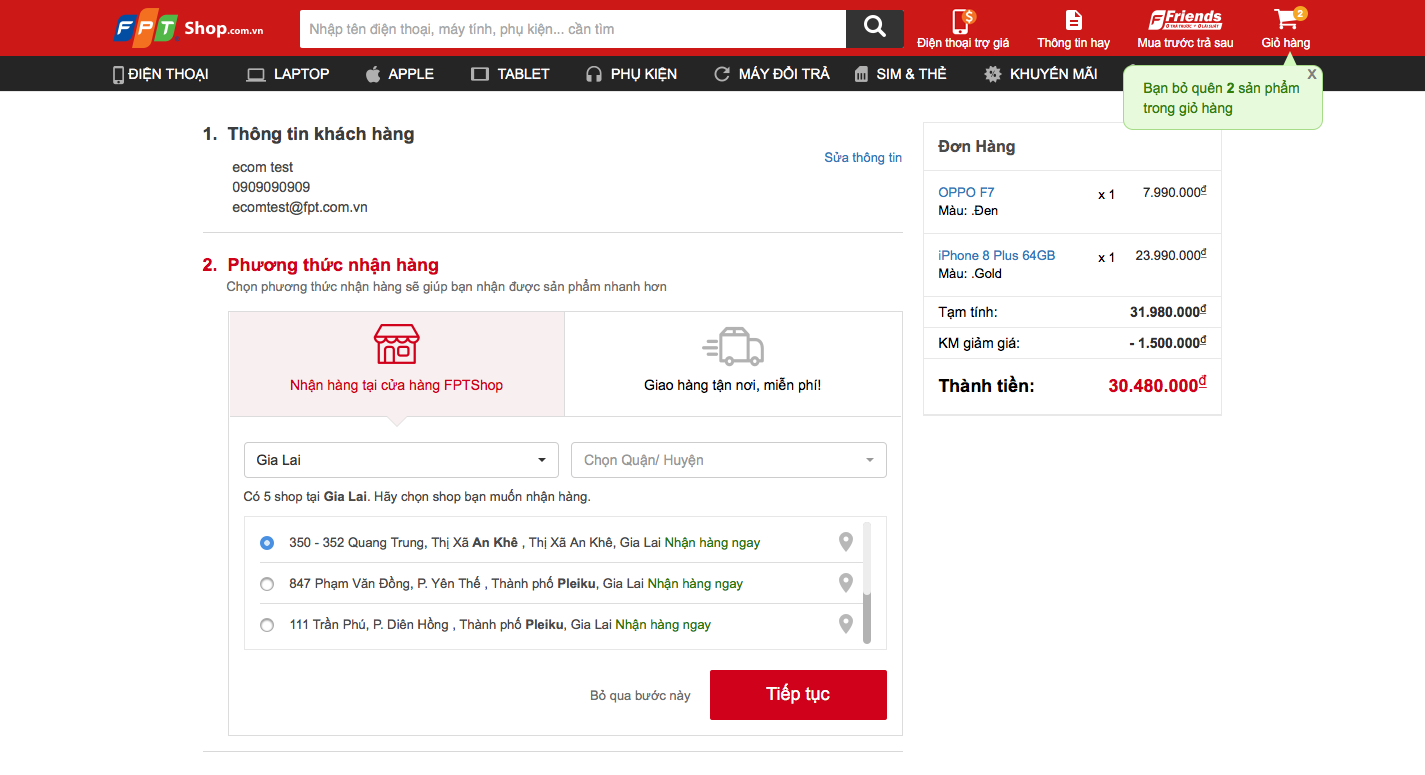 FPT Shop.com.vn
Nhập tên điện thoại, máy tính, phụ kiện... cần tìm
Điện thoại trợ giá
Thông tin hay
Friends
Mua trước trả sau
2
Giỏ hàng
ĐIỆN THOẠI
LAPTOP
APPLE
TABLET
PHỤ KIỆN
MÁY ĐỔI TRẢ
SIM & THẺ
KHUYẾN MÃI
X
Bạn bỏ quên 2 sản phẩm
trong giỏ hàng
1. Thông tin khách hàng
Sửa thông tin
ecom test
0909090909
ecomtest@fpt.com.vn
2. Phương thức nhận hàng
Chọn phương thức nhận hàng sẽ giúp bạn nhận được sản phẩm nhanh hơn
Nhận hàng tại cửa hàng FPTShop
Giao hàng tận nơi, miễn phí!
Gia Lai
Chọn Quận/ Huyện
Có 5 shop tại Gia Lai. Hãy chọn shop bạn muốn nhận hàng.
350 - 352 Quang Trung, Thị Xã An Khê , Thị Xã An Khê, Gia Lai Nhận hàng ngay
847 Phạm Văn Đồng, P. Yên Thế , Thành phố Pleiku, Gia Lai Nhận hàng ngay
111 Trần Phú, P. Diên Hồng , Thành phố Pleiku, Gia Lai Nhận hàng ngay
Bỏ qua bước này
Tiếp tục
Đơn Hàng
OPPO F7 x 1 7.990.000đ
Màu: .Đen
iPhone 8 Plus 64GB x 1 23.990.000đ
Màu: .Gold
Tạm tính: 31.980.000đ
KM giảm giá: - 1.500.000đ
Thành tiền: 30.480.000đ